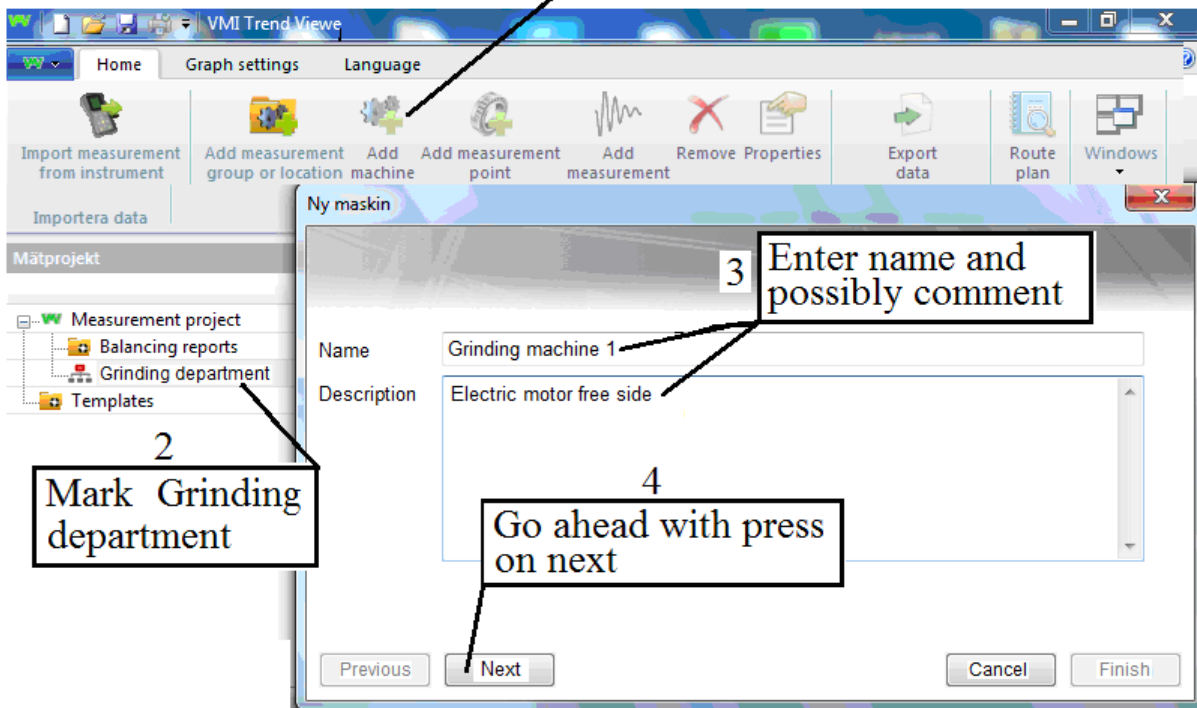 VMI Trend Viewe
Home Graph settings Language
Import measurement from instrument
Add measurement group or location
Add machine
Add measurement point
Add measurement
Remove
Properties
Export data
Route plan
Windows
Importera data
Ny maskin
Mätprojekt
3 Enter name and
possibly comment
Measurement project
Balancing reports
Grinding department
Templates
Name Grinding machine 1
Description Electric motor free side
2
Mark Grinding
department
4
Go ahead with press
on next
Previous Next Cancel Finish